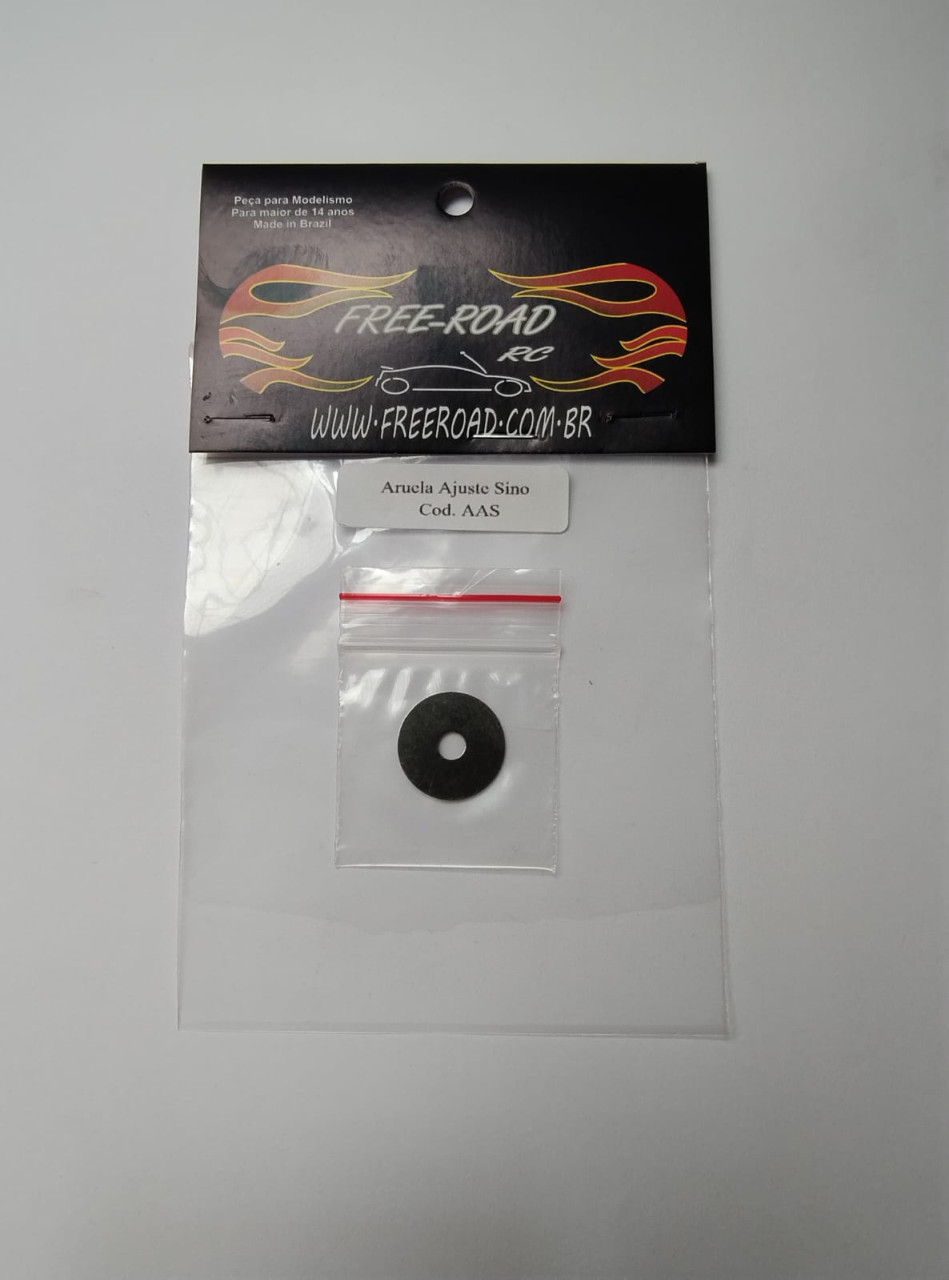 Peça para Modelismo
Para maior de 14 anos
Made in Brazil
FREE-ROAD
RC
WWW·FREEROAD·COM·BR
Aruela Ajuste Sino
Cod. AAS